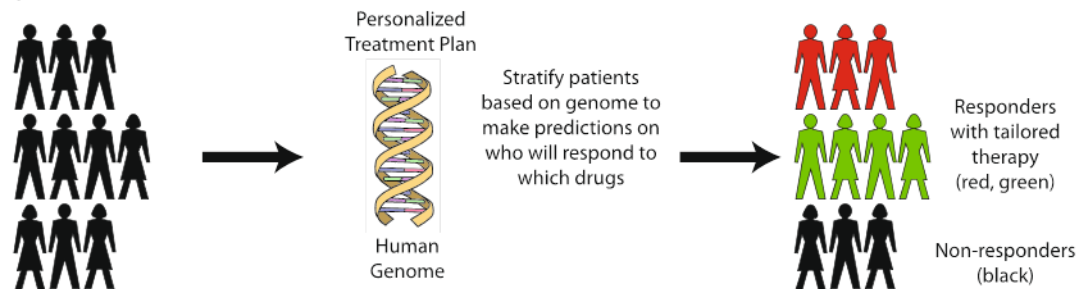 Personalized
Treatment Plan
Human
Genome
Stratify patients
based on genome to
make predictions on
who will respond to
which drugs
Responders
with tailored
therapy
(red, green)
Non-responders
(black)